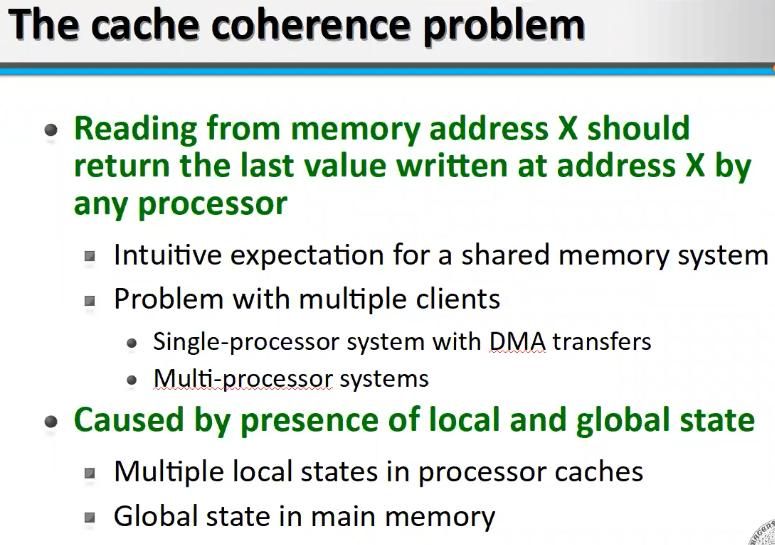 The cache coherence problem
Reading from memory address X should
return the last value written at address X by
any processor
Intuitive expectation for a shared memory system
Problem with multiple clients
Single-processor system with DMA transfers
Multi-processor systems
Caused by presence of local and global state
Multiple local states in processor caches
Global state in main memory